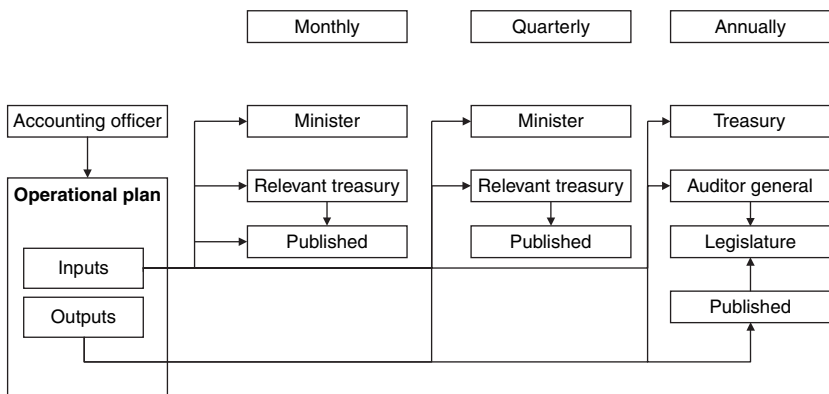 Monthly
Quarterly
Annually
Accounting officer
Minister
Minister
Treasury
Operational plan
Relevant treasury
Relevant treasury
Auditor general
Published
Published
Legislature
Inputs
Outputs
Published